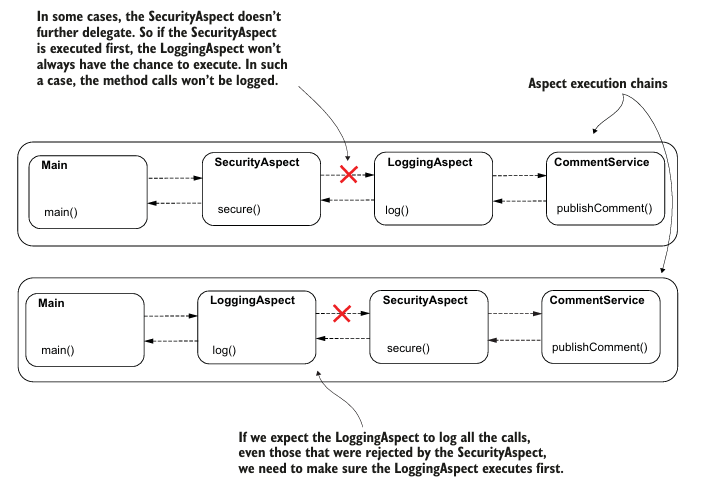 In some cases, the SecurityAspect doesn't
further delegate. So if the SecurityAspect
is executed first, the LoggingAspect won't
always have the chance to execute. In such
a case, the method calls won't be logged.
Aspect execution chains
Main
main()
SecurityAspect
secure()
LoggingAspect
log()
CommentService
publishComment()
Main
main()
LoggingAspect
log()
SecurityAspect
secure()
CommentService
publishComment()
If we expect the LoggingAspect to log all the calls,
even those that were rejected by the SecurityAspect,
we need to make sure the LoggingAspect executes first.